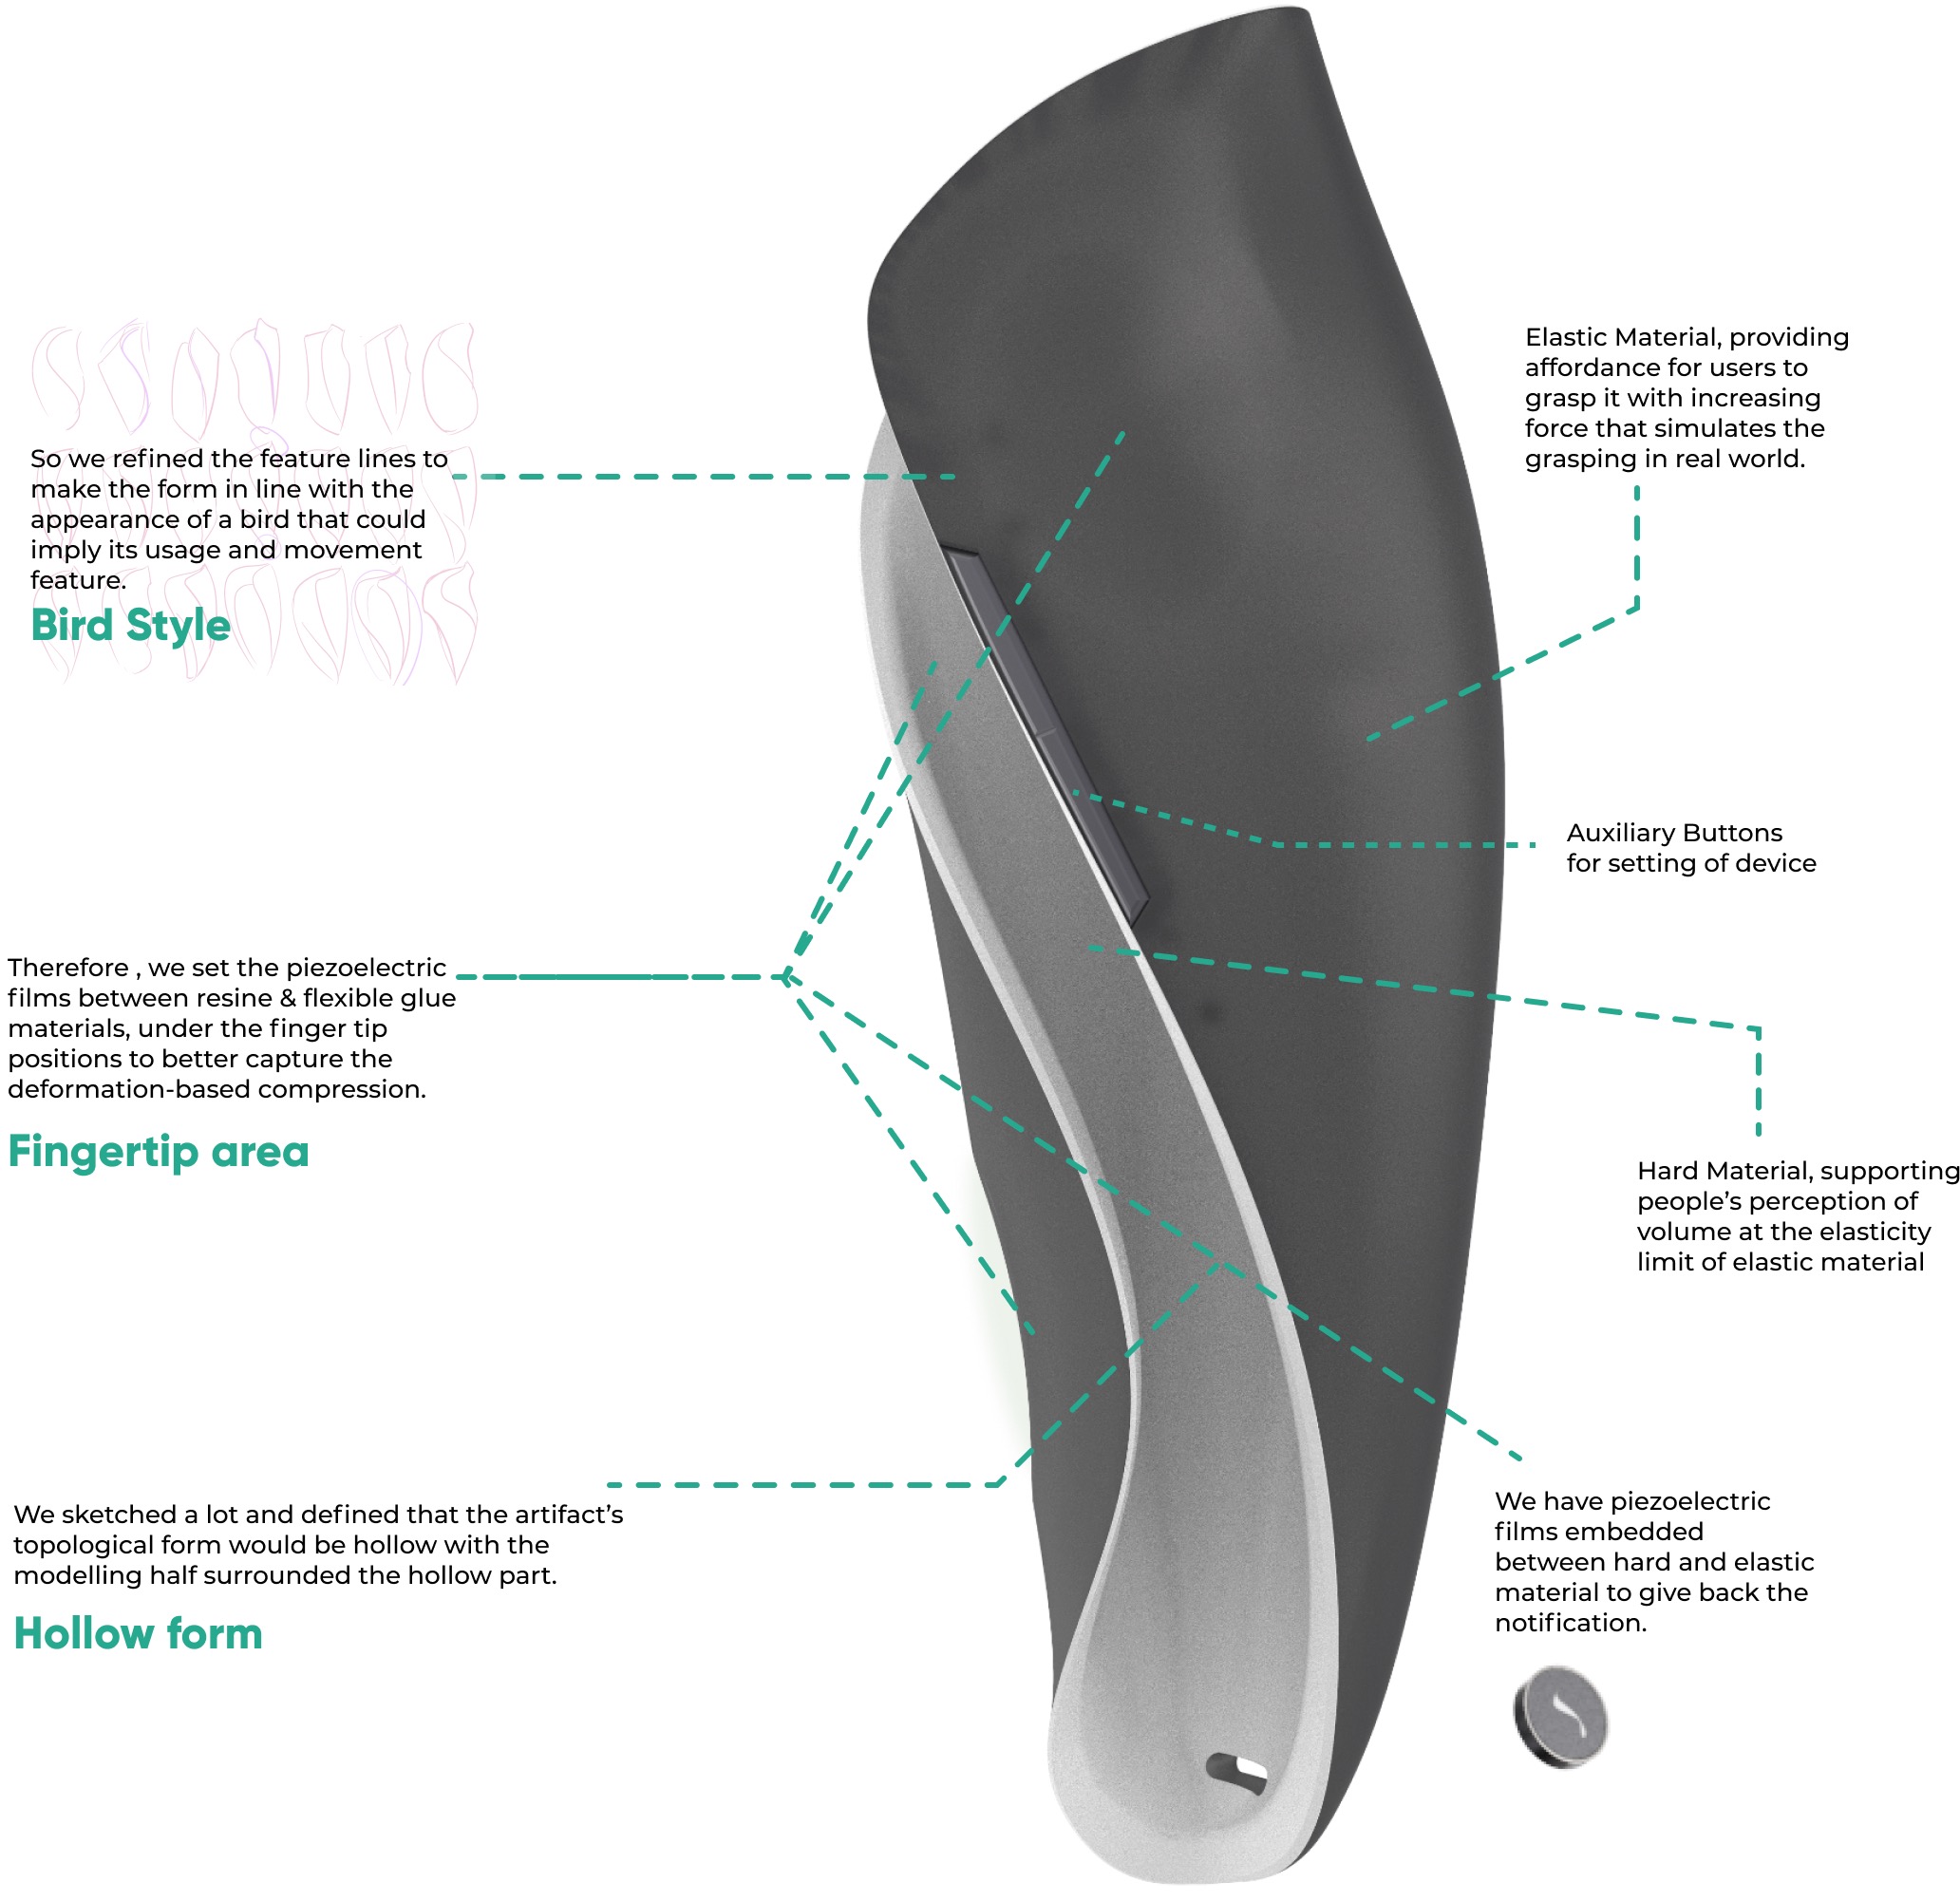 So we refined the feature lines to
make the form in line with the
appearance of a bird that could
imply its usage and movement
feature.
Bird Style
Therefore , we set the piezoelectric
films between resine & flexible glue
materials, under the finger tip
positions to better capture the
deformation-based compression.
Fingertip area
We sketched a lot and defined that the artifact’s
topological form would be hollow with the
modelling half surrounded the hollow part.
Hollow form
Elastic Material, providing
affordance for users to
grasp it with increasing
force that simulates the
grasping in real world.
Auxiliary Buttons
for setting of device
Hard Material, supporting
people’s perception of
volume at the elasticity
limit of elastic material
We have piezoelectric
films embedded
between hard and elastic
material to give back the
notification.